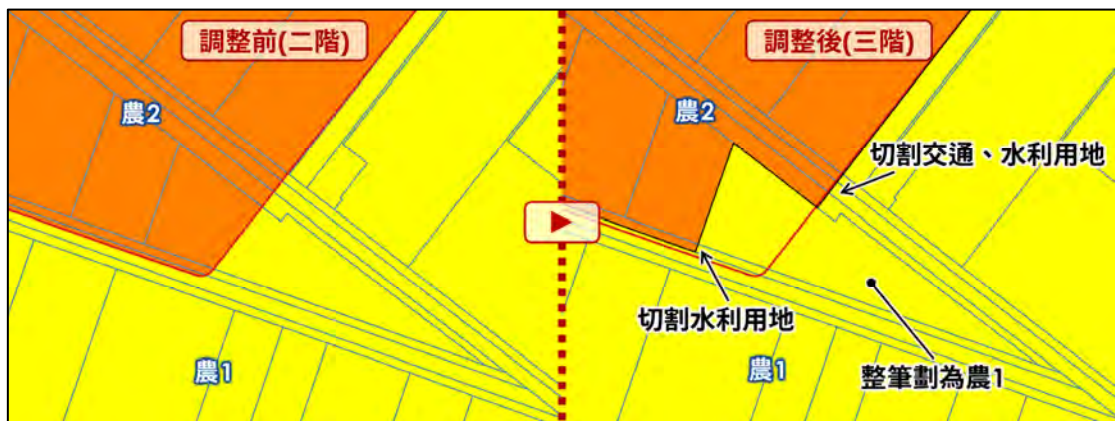 調整前(二階)
農2
農1
調整後(三階)
農2
切割交通、水利用地
切割水利用地
農1
整筆劃為農1